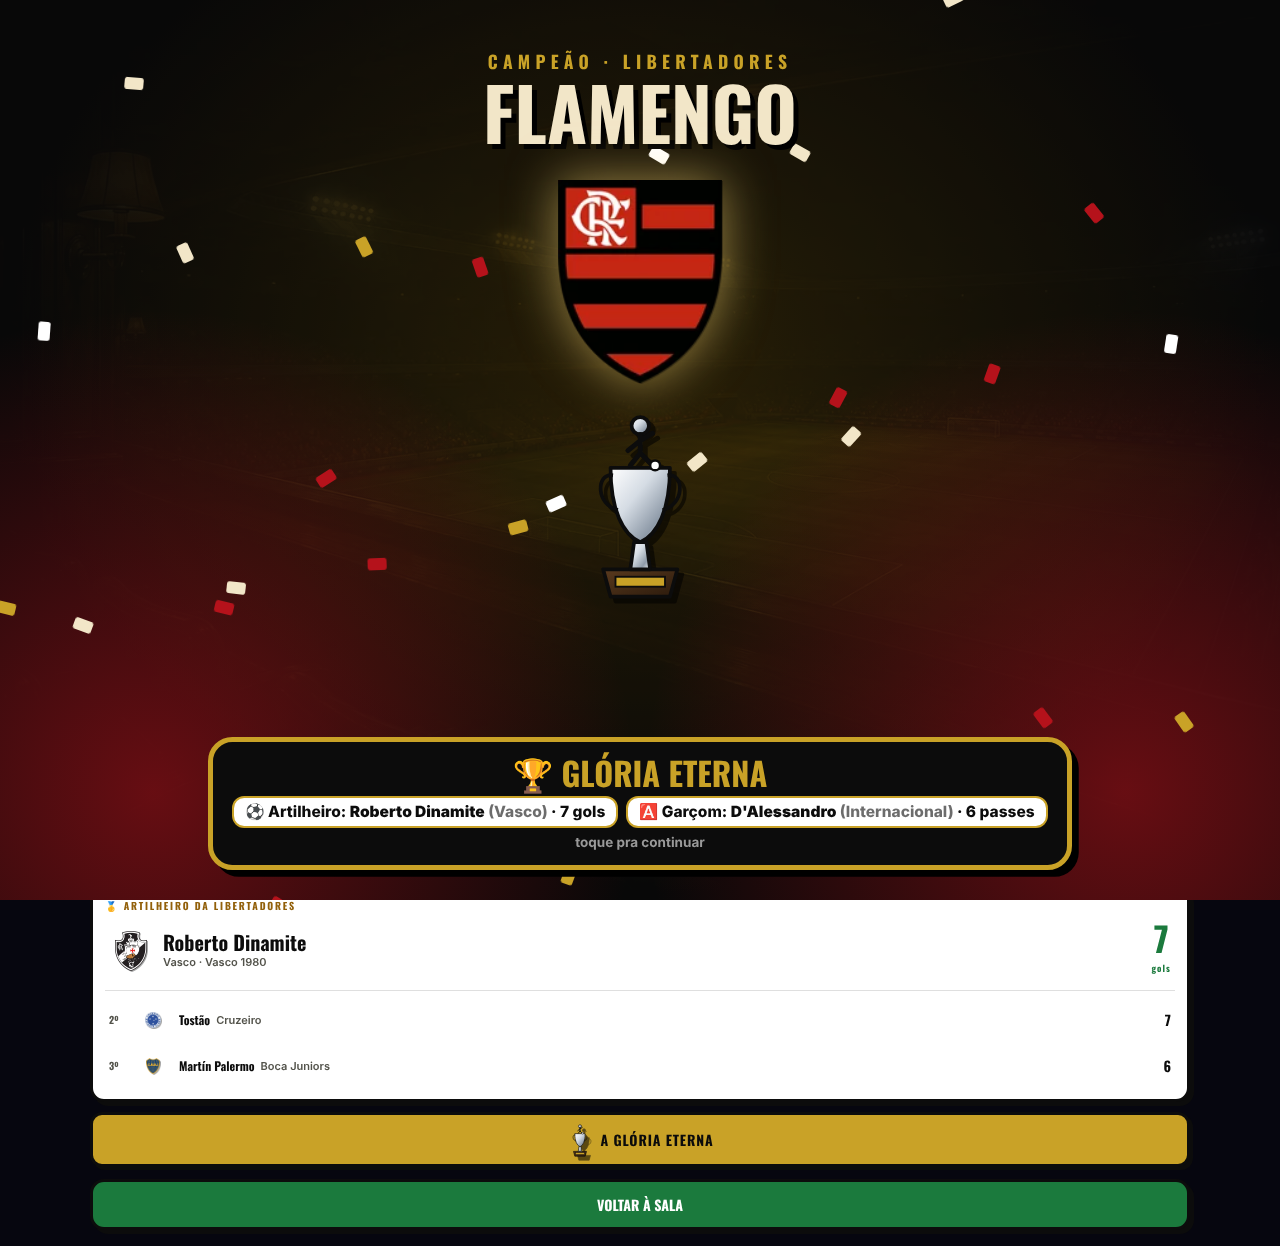 CAMPEÃO · LIBERTADORES
FLAMENGO
CRF
🏆 GLÓRIA ETERNA
⚽ Artilheiro: Roberto Dinamite (Vasco) · 7 gols
🅰️ Garçom: D'Alessandro (Internacional) · 6 passes
toque pra continuar
🏅 ARTILHEIRO DA LIBERTADORES
Roberto Dinamite
Vasco · Vasco 1980
7
gols
2º Tostão Cruzeiro 7
3º Martín Palermo Boca Juniors 6
A GLÓRIA ETERNA
VOLTAR À SALA